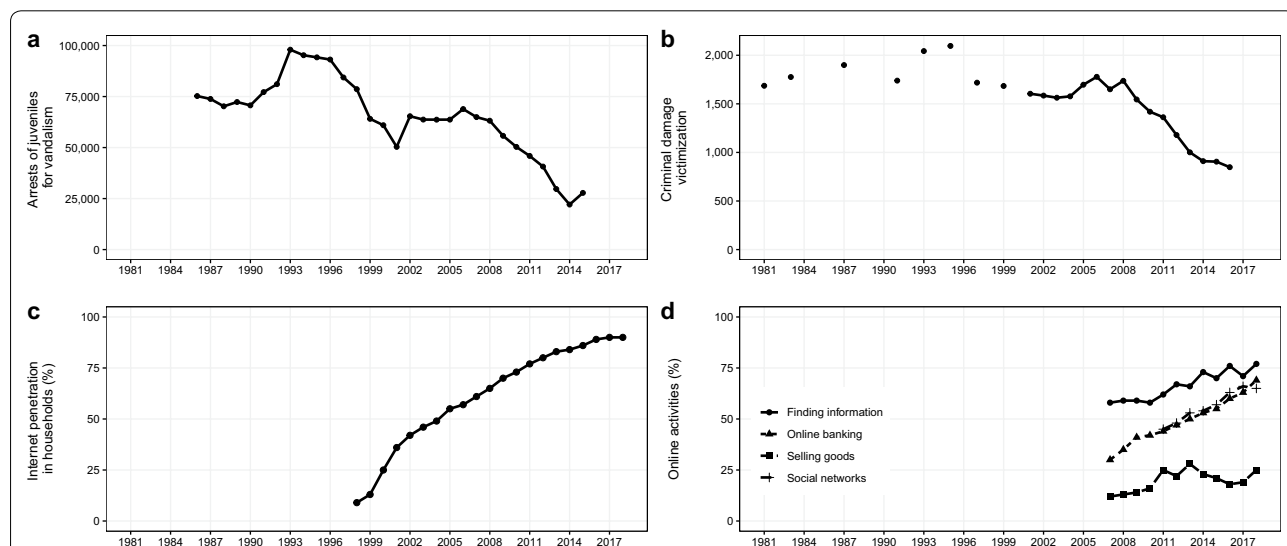 a
Arrests of juveniles
for vandalism
100,000
75,000
50,000
25,000
0
1981 1984 1987 1990 1993 1996 1999 2002 2005 2008 2011 2014 2017
b
Criminal damage
victimization
2,000
1,500
1,000
500
0
1981 1984 1987 1990 1993 1996 1999 2002 2005 2008 2011 2014 2017
c
Internet penetration
in households (%)
100
75
50
25
0
1981 1984 1987 1990 1993 1996 1999 2002 2005 2008 2011 2014 2017
d
Online activities (%)
100
75
50
25
0
Finding information
Online banking
Selling goods
Social networks
1981 1984 1987 1990 1993 1996 1999 2002 2005 2008 2011 2014 2017